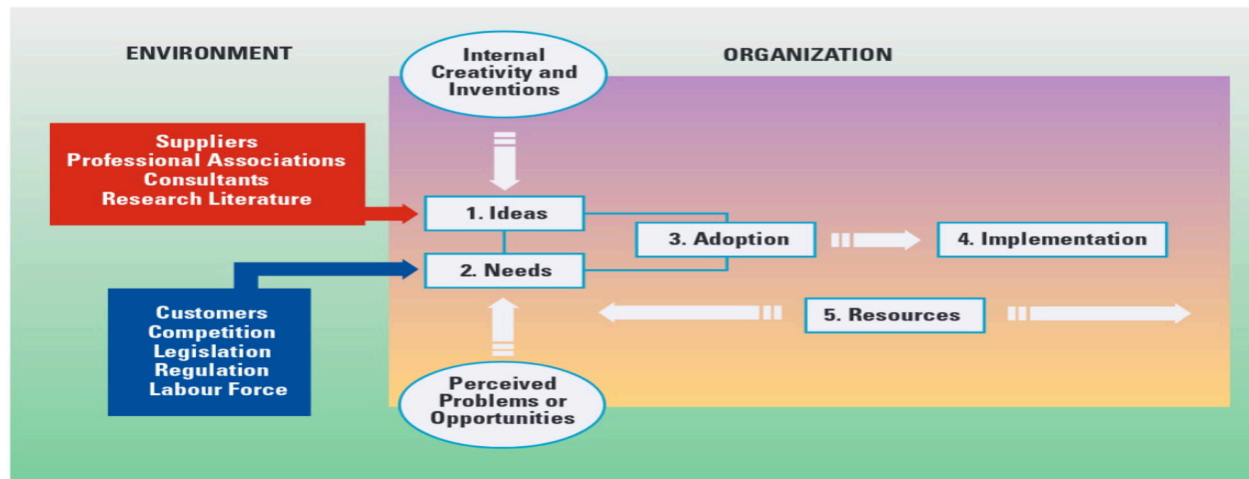 ENVIRONMENT
ORGANIZATION
Internal
Creativity and
Inventions
Suppliers
Professional Associations
Consultants
Research Literature
1. Ideas
2. Needs
3. Adoption
4. Implementation
5. Resources
Customers
Competition
Legislation
Regulation
Labour Force
Perceived
Problems or
Opportunities